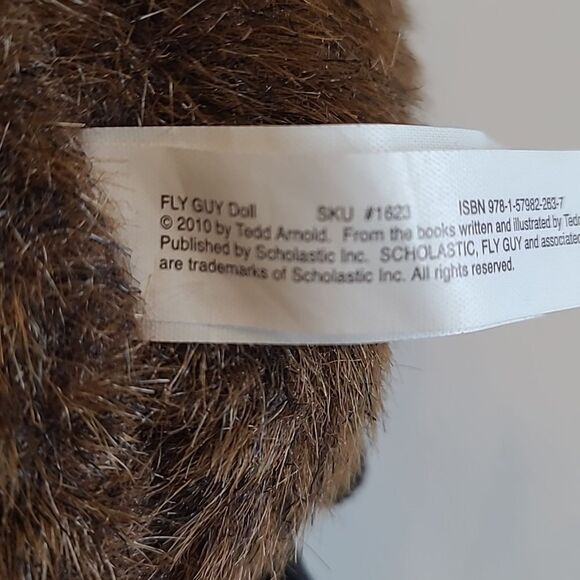 FLY GUY Doll SKU #1623 ISBN 978-1-57982-263-7
© 2010 by Tedd Arnold. From the books written and illustrated by Tedd
Published by Scholastic Inc. SCHOLASTIC, FLY GUY and associated
are trademarks of Scholastic Inc. All rights reserved.